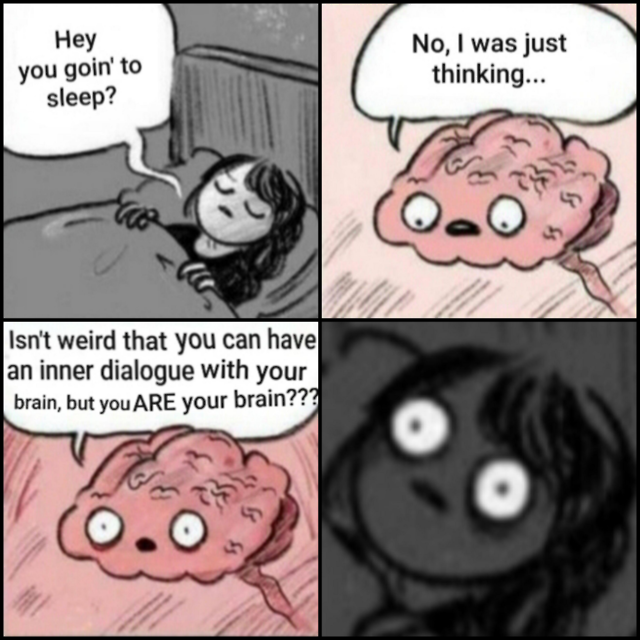 Hey
you goin' to
sleep?
No, I was just
thinking...
Isn't weird that you can have
an inner dialogue with your
brain, but you ARE your brain???